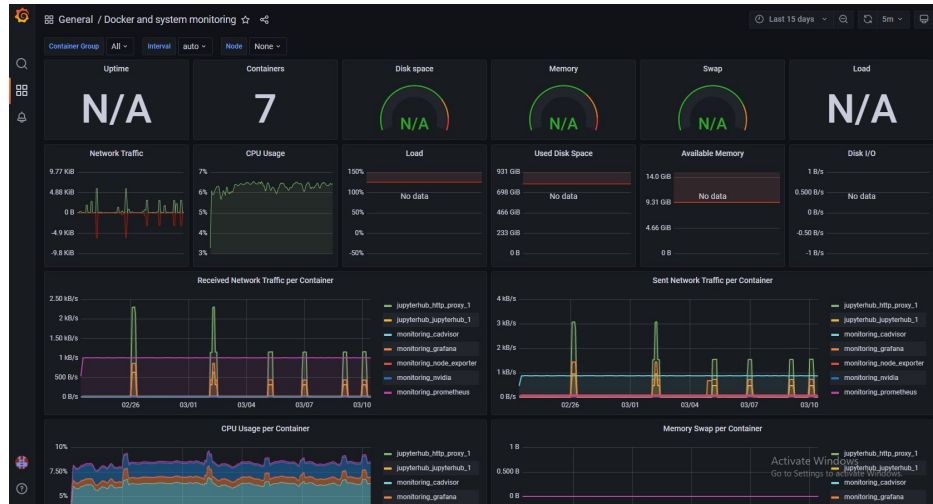 General / Docker and system monitoring
Last 15 days
5m
Container Group All Interval auto Node None
Uptime
N/A
Containers
7
Disk space
N/A
Memory
N/A
Swap
N/A
Load
N/A
Network Traffic
9.77 KiB
4.88 KiB
0 B
-4.9 KiB
-9.8 KiB
CPU Usage
7%
6%
5%
4%
3%
Load
150%
100%
50%
0%
-50%
No data
Used Disk Space
931 GiB
698 GiB
466 GiB
233 GiB
0 B
No data
Available Memory
14.0 GiB
9.31 GiB
4.66 GiB
0 B
No data
Disk I/O
1 B/s
0.500 B/s
0 B/s
-0.50 B/s
-1 B/s
No data
Received Network Traffic per Container
2.50 kB/s
2 kB/s
1.50 kB/s
1 kB/s
500 B/s
0 B/s
02/26 03/01 03/04 03/07 03/10
jupyterhub_http_proxy_1
jupyterhub_jupyterhub_1
monitoring_cadvisor
monitoring_grafana
monitoring_node_exporter
monitoring_nvidia
monitoring_prometheus
Sent Network Traffic per Container
4 kB/s
3 kB/s
2 kB/s
1 kB/s
0 B/s
02/26 03/01 03/04 03/07 03/10
jupyterhub_http_proxy_1
jupyterhub_jupyterhub_1
monitoring_cadvisor
monitoring_grafana
monitoring_node_exporter
monitoring_nvidia
monitoring_prometheus
CPU Usage per Container
10%
7.50%
5%
jupyterhub_http_proxy_1
jupyterhub_jupyterhub_1
monitoring_cadvisor
monitoring_grafana
Memory Swap per Container
1 B
0.500 B
0 B
jupyterhub_http_proxy_1
jupyterhub_jupyterhub_1
monitoring_cadvisor
monitoring_grafana
Activate Windows
Go to Settings to activate Windows.